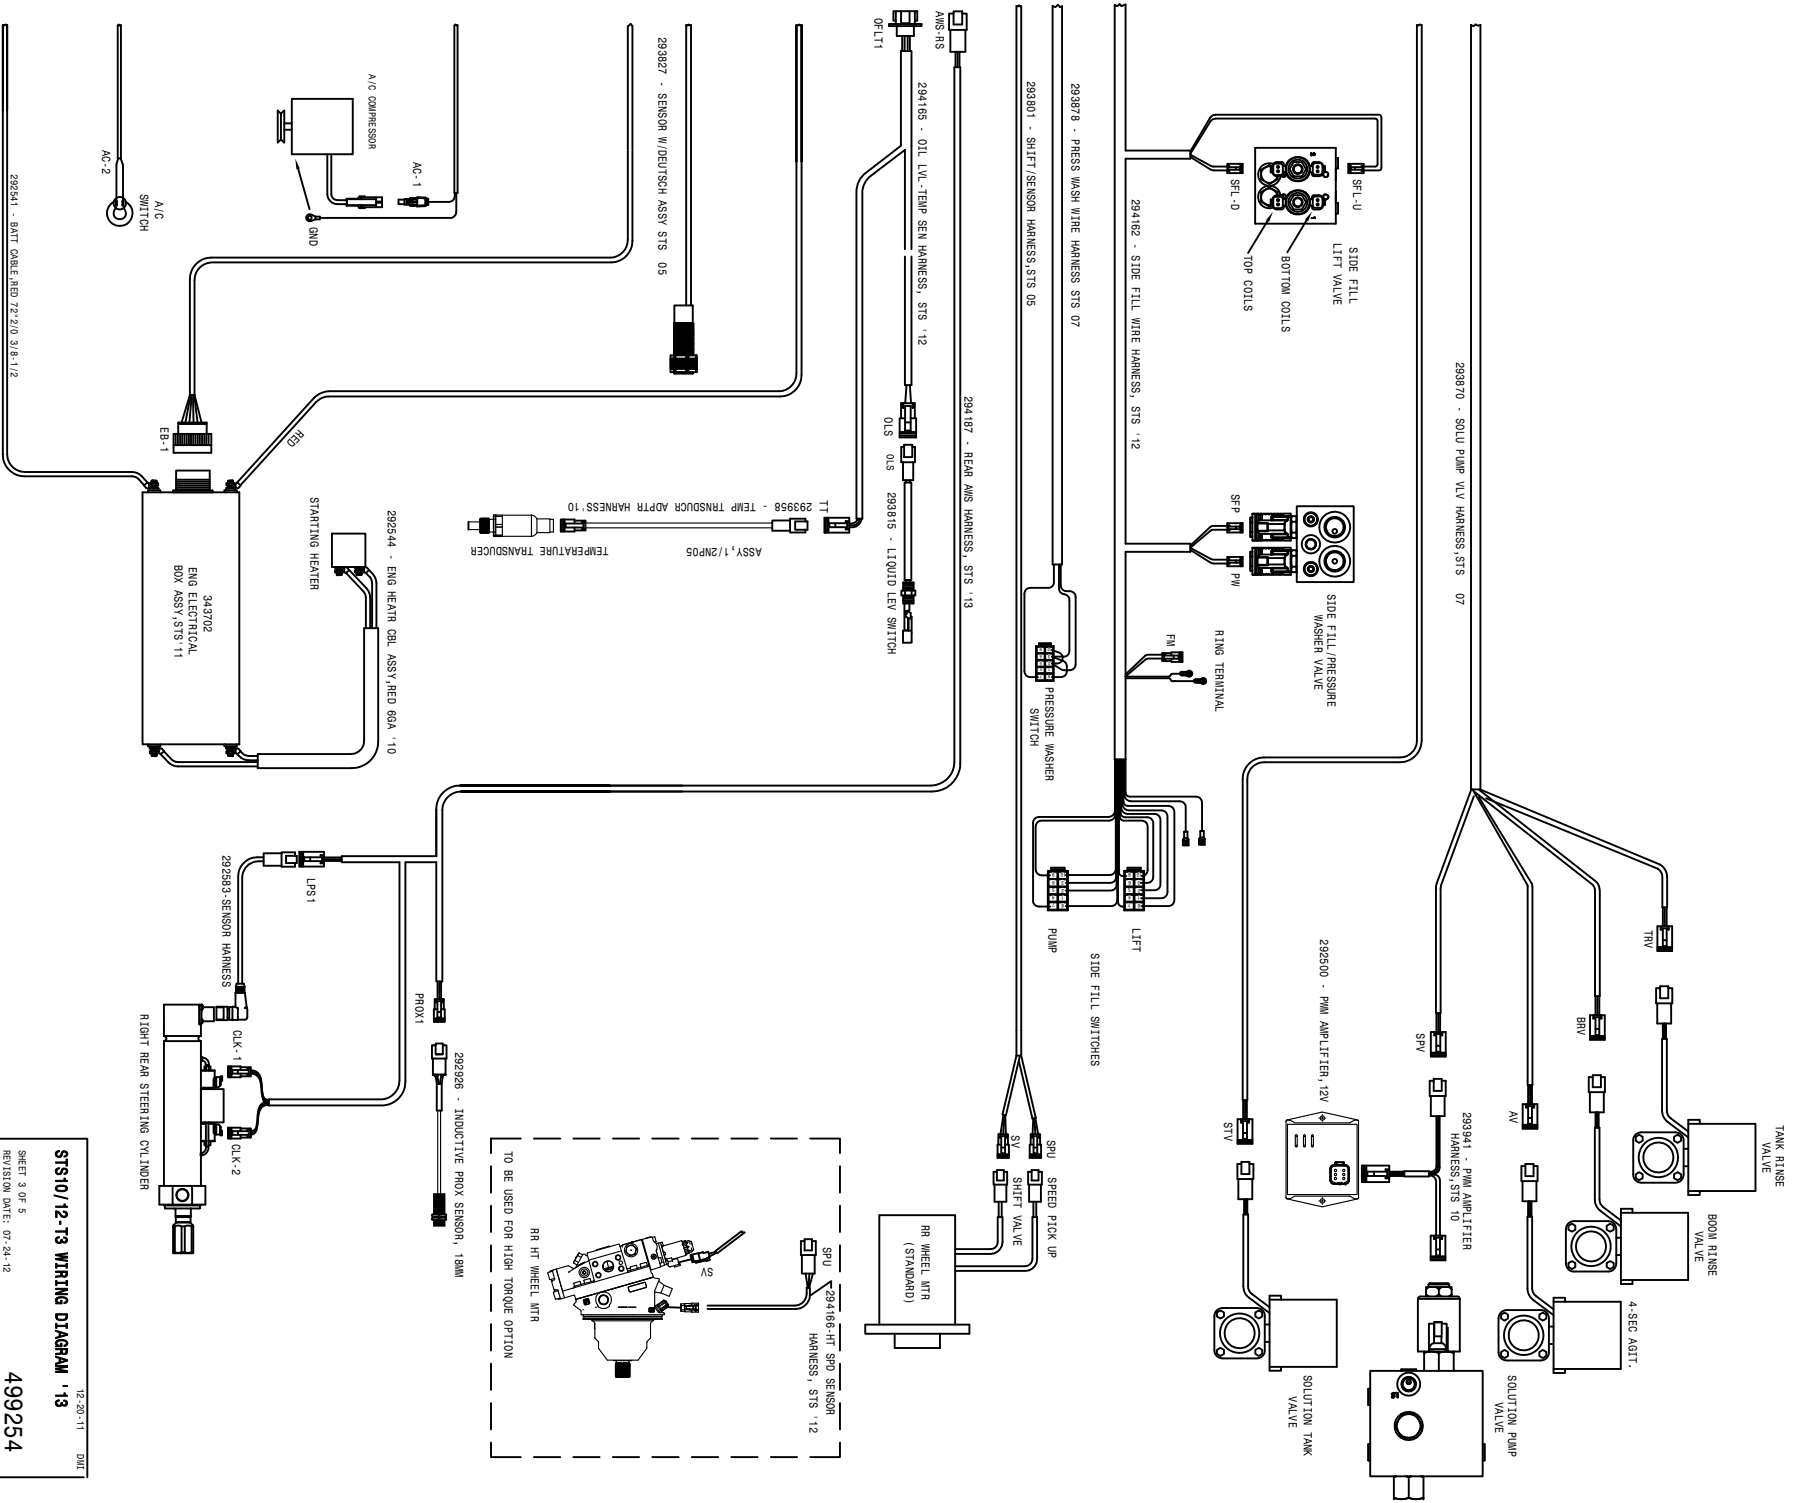 TANK RINSE
VALVE
BOOM RINSE
VALVE
4-SEC AGIT.
SOLUTION PUMP
VALVE
SOLUTION TANK
VALVE
TRV
BRV
AV
SPV
STV
293870 - SOLU PUMP VLV HARNESS,STS 07
293941 - PWM AMPLIFIER
HARNESS,STS 10
292500 - PWM AMPLIFIER,12V
SIDE FILL
LIFT VALVE
SFL-U
SFL-D
BOTTOM COILS
TOP COILS
SIDE FILL/PRESSURE
WASHER VALVE
SFP
PW
RING TERMINAL
FM
294162 - SIDE FILL WIRE HARNESS, STS '12
LIFT
PUMP
SIDE FILL SWITCHES
293878 - PRESS WASH WIRE HARNESS STS 07
PRESSURE WASHER
SWITCH
293801 - SHIFT/SENSOR HARNESS,STS 05
SPU
SV
SPEED PICK UP
SHIFT VALVE
RR WHEEL MTR
(STANDARD)
AWS-RS
294187 - REAR AWS HARNESS, STS '13
OFLT1
294165 - OIL LVL-TEMP SEN HARNESS, STS '12
OLS
OLS
293815 - LIQUID LEV SWITCH
TT
293958 - TEMP TRNSDUCR ADPTR HARNESS'10
ASSY,1/2NP05
TEMPERATURE TRANSDUCER
SPU
294166-HT SPD SENSOR
HARNESS, STS '12
SV
RR HT WHEEL MTR
TO BE USED FOR HIGH TORQUE OPTION
293827 - SENSOR W/DEUTSCH ASSY STS 05
PROX1
292926 - INDUCTIVE PROX SENSOR, 18MM
LPS1
292583-SENSOR HARNESS
CLK-1
CLK-2
RIGHT REAR STEERING CYLINDER
A/C COMPRESSOR
AC-1
GND
AC-2
A/C
SWITCH
RED
EB-1
292544 - ENG HEATR CBL ASSY,RED 6GA '10
STARTING HEATER
343702
ENG ELECTRICAL
BOX ASSY,STS'11
292541 - BATT CABLE,RED 72"2/0 3/8-1/2
STS10/12-T3 WIRING DIAGRAM '13
12-20-11 DMI
SHEET 3 OF 5
REVISION DATE: 07-24-12
499254